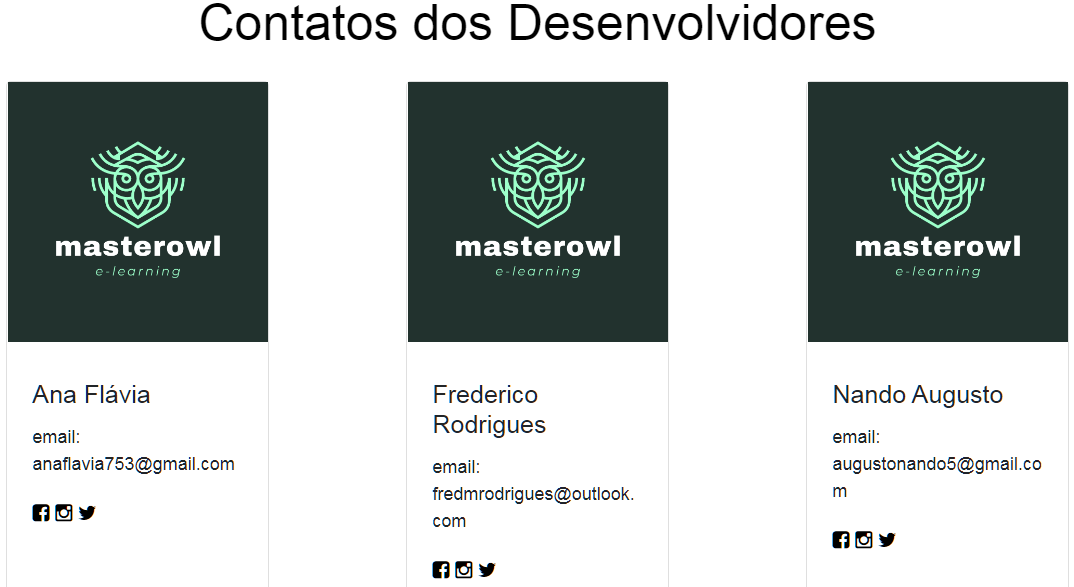 Contatos dos Desenvolvidores
masterowl
e-learning
Ana Flávia
email:
anaflavia753@gmail.com
masterowl
e-learning
Frederico
Rodrigues
email:
fredmrodrigues@outlook.
com
masterowl
e-learning
Nando Augusto
email:
augustonando5@gmail.co
m